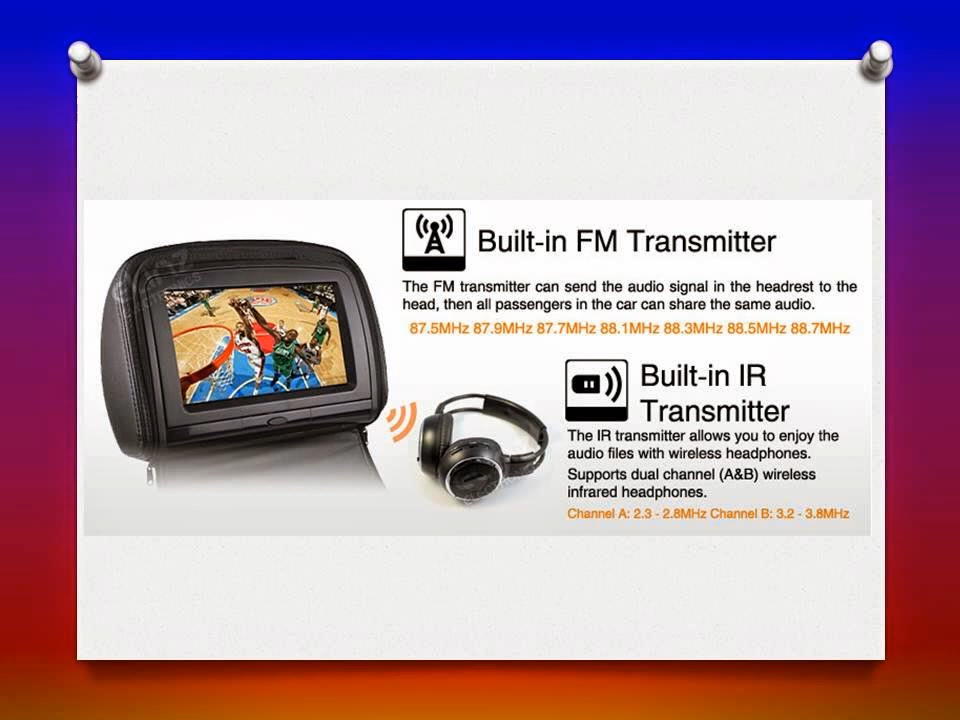 Built-in FM Transmitter
The FM transmitter can send the audio signal in the headrest to the
head, then all passengers in the car can share the same audio.
87.5MHz 87.9MHz 87.7MHz 88.1MHz 88.3MHz 88.5MHz 88.7MHz
Built-in IR
Transmitter
The IR transmitter allows you to enjoy the
audio files with wireless headphones.
Supports dual channel (A&B) wireless
infrared headphones.
Channel A: 2.3 - 2.8MHz Channel B: 3.2 - 3.8MHz